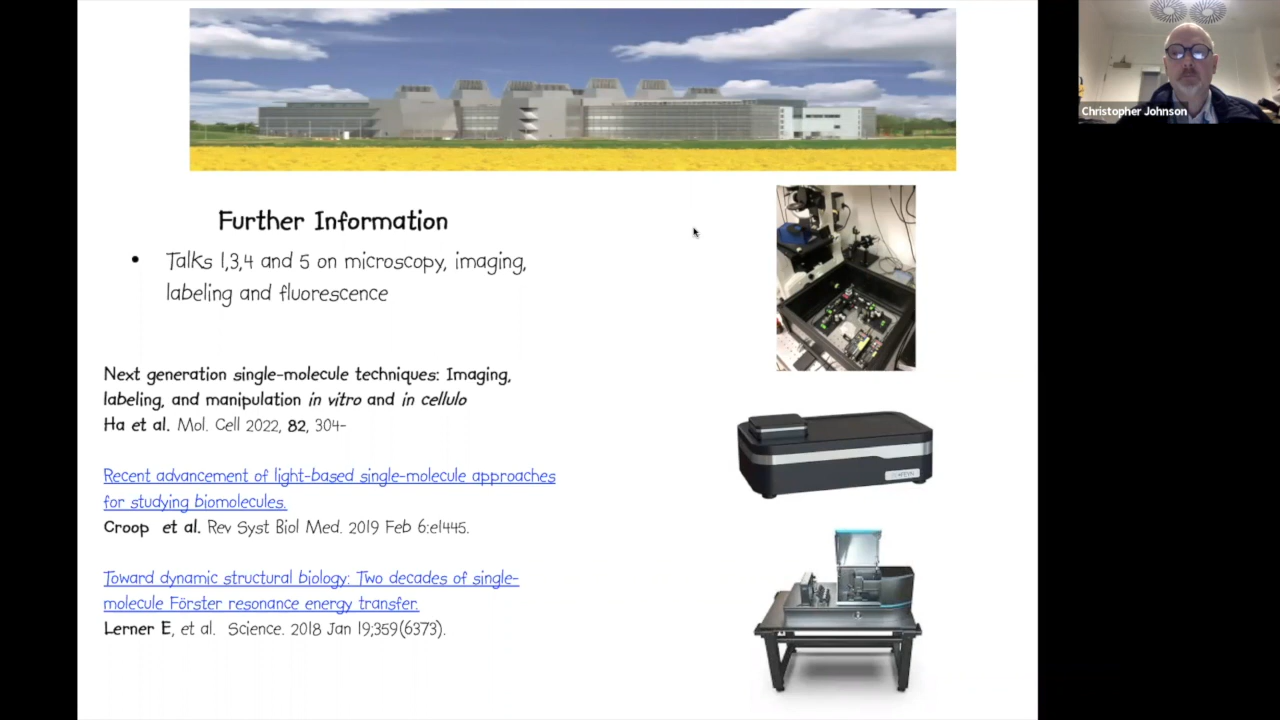 Christopher Johnson
Further Information
• Talks 1,3,4 and 5 on microscopy, imaging,
labeling and fluorescence
Next generation single-molecule techniques: Imaging,
labeling, and manipulation in vitro and in cellulo
Ha et al. Mol. Cell 2022, 82, 304-
Recent advancement of light-based single-molecule approaches
for studying biomolecules.
Croop et al. Rev Syst Biol Med. 2019 Feb 6:e1445.
Toward dynamic structural biology: Two decades of single-
molecule Förster resonance energy transfer.
Lerner E, et al. Science. 2018 Jan 19;359(6373).